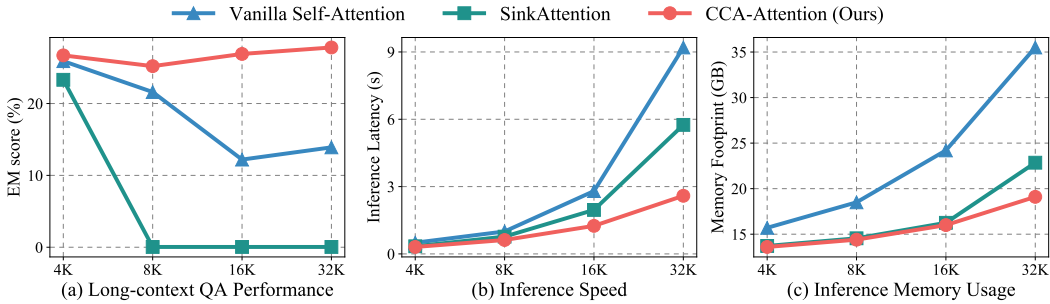 Vanilla Self-Attention SinkAttention CCA-Attention (Ours)
EM score (%)
20
10
0
4K 8K 16K 32K
(a) Long-context QA Performance
Inference Latency (s)
9
6
3
0
4K 8K 16K 32K
(b) Inference Speed
Memory Footprint (GB)
35
30
25
20
15
4K 8K 16K 32K
(c) Inference Memory Usage